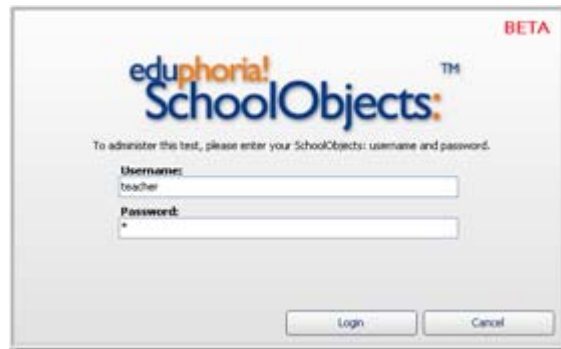 BETA
eduphoria!
SchoolObjects:™
To administer this test, please enter your SchoolObjects: username and password.
Username:
teacher
Password:
*
Login Cancel